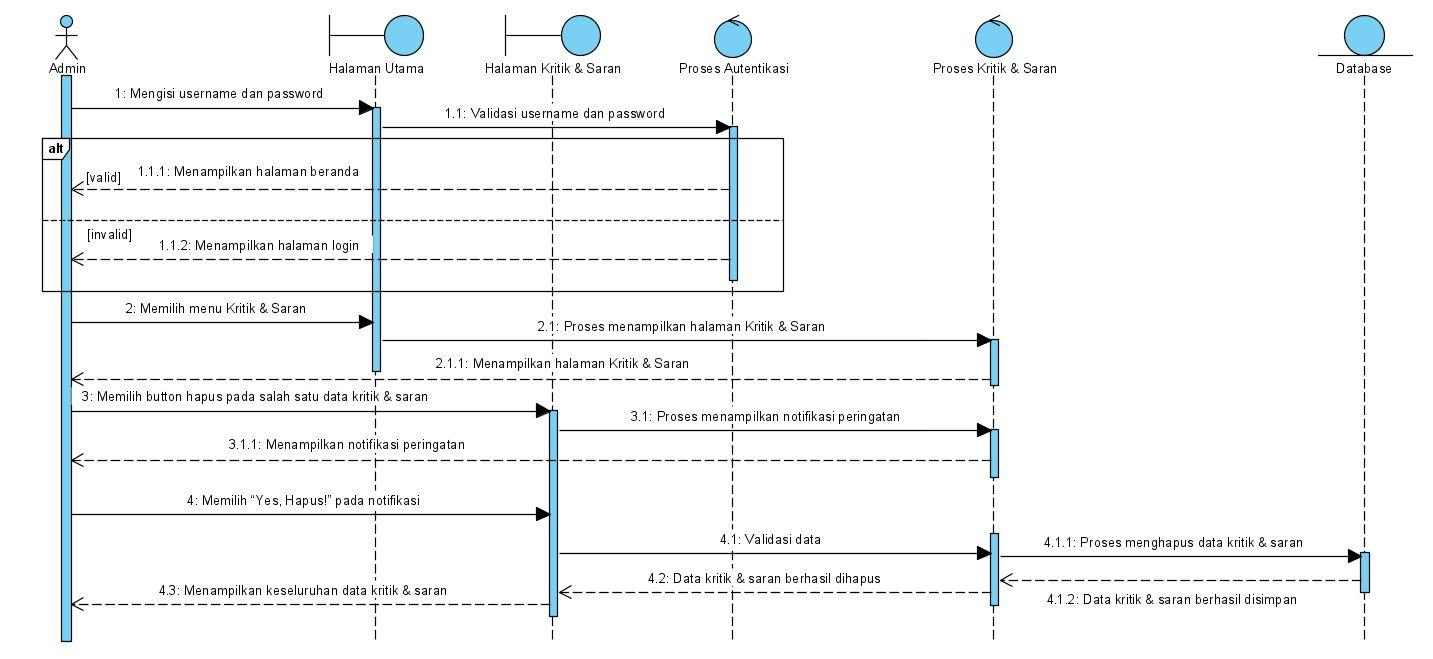 Admin
Halaman Utama
Halaman Kritik & Saran
Proses Autentikasi
Proses Kritik & Saran
Database
1: Mengisi username dan password
1.1: Validasi username dan password
alt
[valid]
1.1.1: Menampilkan halaman beranda
[invalid]
1.1.2: Menampilkan halaman login
2: Memilih menu Kritik & Saran
2.1: Proses menampilkan halaman Kritik & Saran
2.1.1: Menampilkan halaman Kritik & Saran
3: Memilih button hapus pada salah satu data kritik & saran
3.1: Proses menampilkan notifikasi peringatan
3.1.1: Menampilkan notifikasi peringatan
4: Memilih “Yes, Hapus!” pada notifikasi
4.1: Validasi data
4.1.1: Proses menghapus data kritik & saran
4.2: Data kritik & saran berhasil dihapus
4.3: Menampilkan keseluruhan data kritik & saran
4.1.2: Data kritik & saran berhasil disimpan